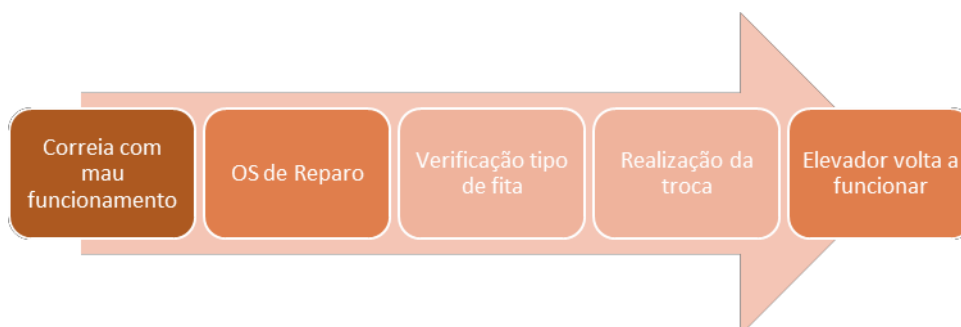 Correia com
mau
funcionamento
OS de Reparo
Verificação tipo
de fita
Realização da
troca
Elevador volta a
funcionar